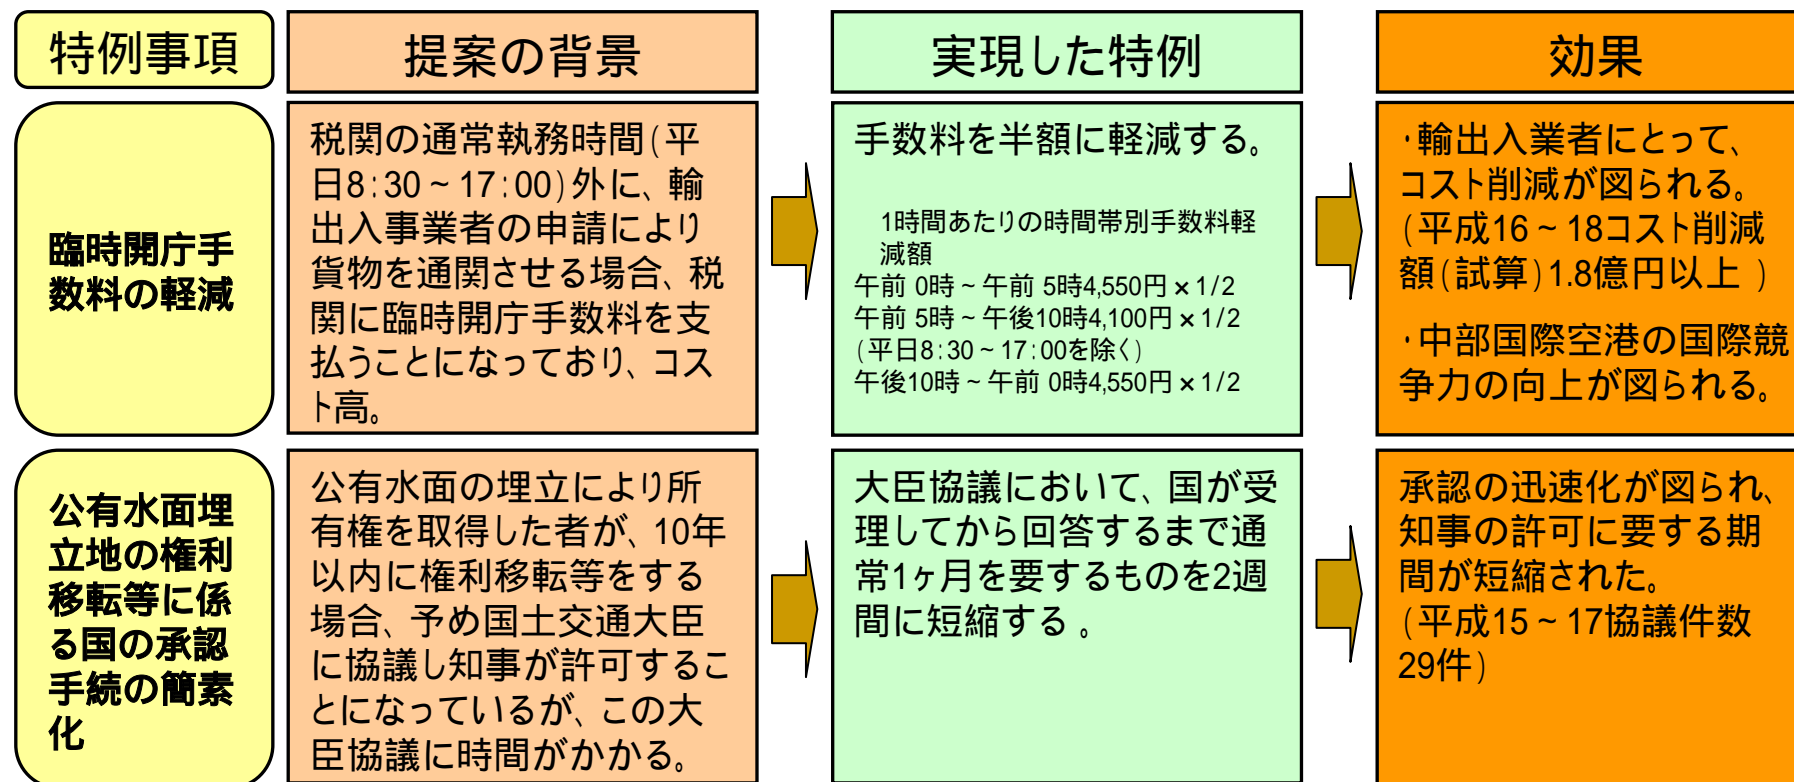 特例事項
提案の背景
実現した特例
効果
臨時開庁手
数料の軽減
税関の通常執務時間(平
日8:30～17:00)外に、輸
出入事業者の申請により
貨物を通関させる場合、税
関に臨時開庁手数料を支
払うことになっており、コス
ト高。
手数料を半額に軽減する。
1時間あたりの時間帯別手数料軽
減額
午前 0時～午前 5時4,550円×1/2
午前 5時～午後10時4,100円×1/2
(平日8:30～17:00を除く)
午後10時～午前 0時4,550円×1/2
・輸出入業者にとって、
コスト削減が図られる。
(平成16～18コスト削減
額(試算)1.8億円以上 )
・中部国際空港の国際競
争力の向上が図られる。
公有水面埋
立地の権利
移転等に係
る国の承認
手続の簡素
化
公有水面の埋立により所
有権を取得した者が、10年
以内に権利移転等をする
場合、予め国土交通大臣
に協議し知事が許可するこ
とになっているが、この大
臣協議に時間がかかる。
大臣協議において、国が受
理してから回答するまで通
常1ヶ月を要するものを2週
間に短縮する 。
承認の迅速化が図られ、
知事の許可に要する期
間が短縮された。
(平成15～17協議件数
29件)